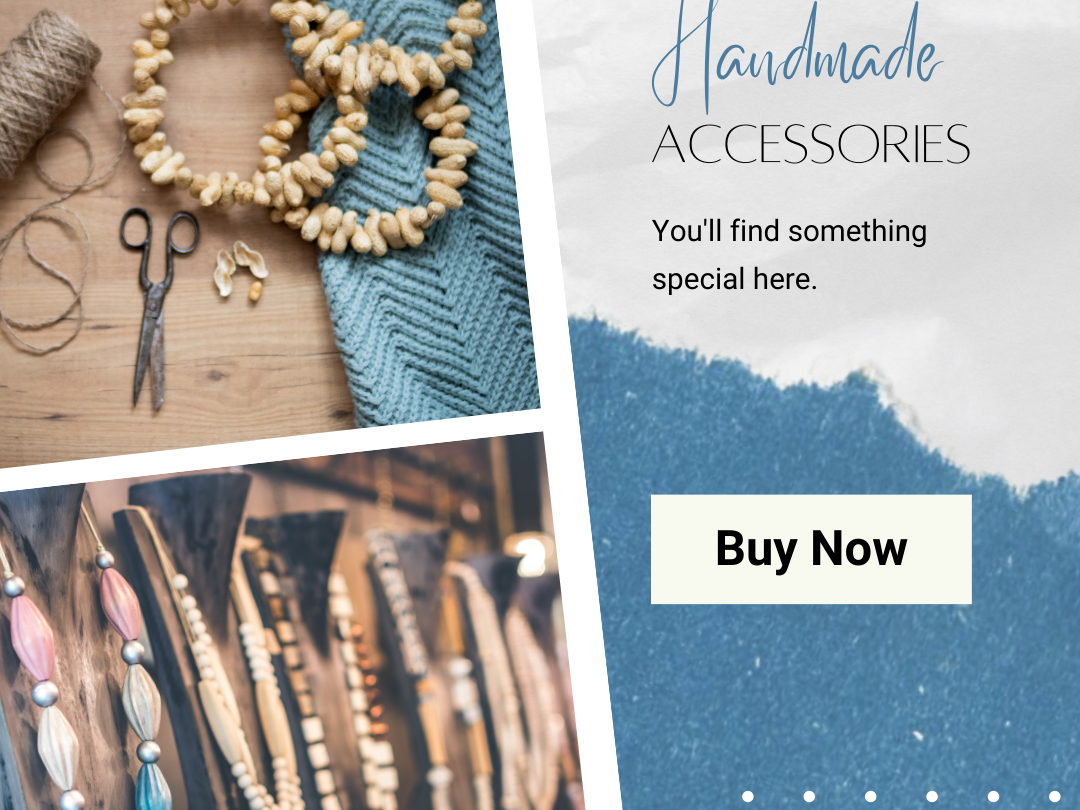 Handmade
ACCESSORIES
You'll find something
special here.
Buy Now